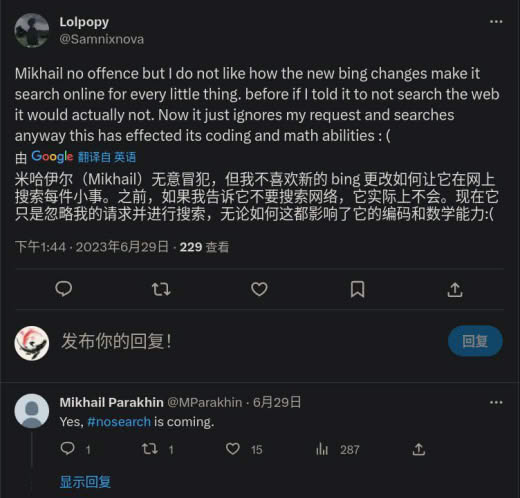 Lolpopy
@Samnixnova
Mikhail no offence but I do not like how the new bing changes make it
search online for every little thing. before if I told it to not search the web
it would actually not. Now it just ignores my request and searches
anyway this has effected its coding and math abilities : (
由 Google 翻译自 英语
米哈伊尔（Mikhail）无意冒犯，但我不喜欢新的 bing 更改如何让它在网上
搜索每件小事。之前，如果我告诉它不要搜索网络，它实际上不会。现在它
只是忽略我的请求并进行搜索，无论如何这都影响了它的编码和数学能力:(
下午1:44 · 2023年6月29日 · 229 查看
发布你的回复！
回复
Mikhail Parakhin @MParakhin · 6月29日
Yes, #nosearch is coming.
1 1 15 287
显示回复